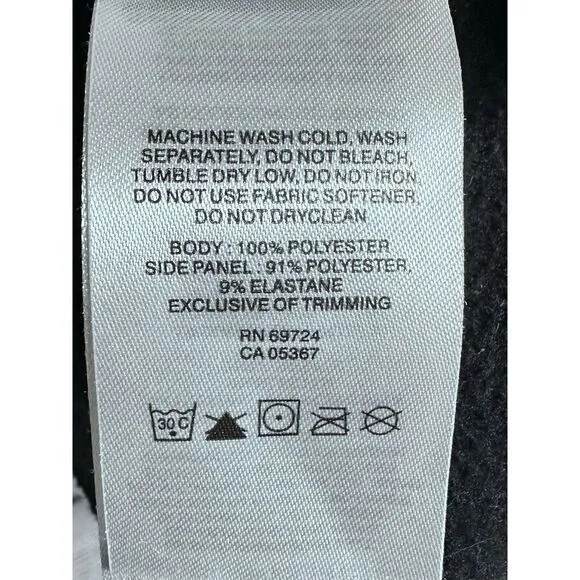 MACHINE WASH COLD, WASH
SEPARATELY, DO NOT BLEACH,
TUMBLE DRY LOW, DO NOT IRON,
DO NOT USE FABRIC SOFTENER,
DO NOT DRYCLEAN
BODY : 100% POLYESTER
SIDE PANEL : 91% POLYESTER,
9% ELASTANE
EXCLUSIVE OF TRIMMING
RN 69724
CA 05367
30 C